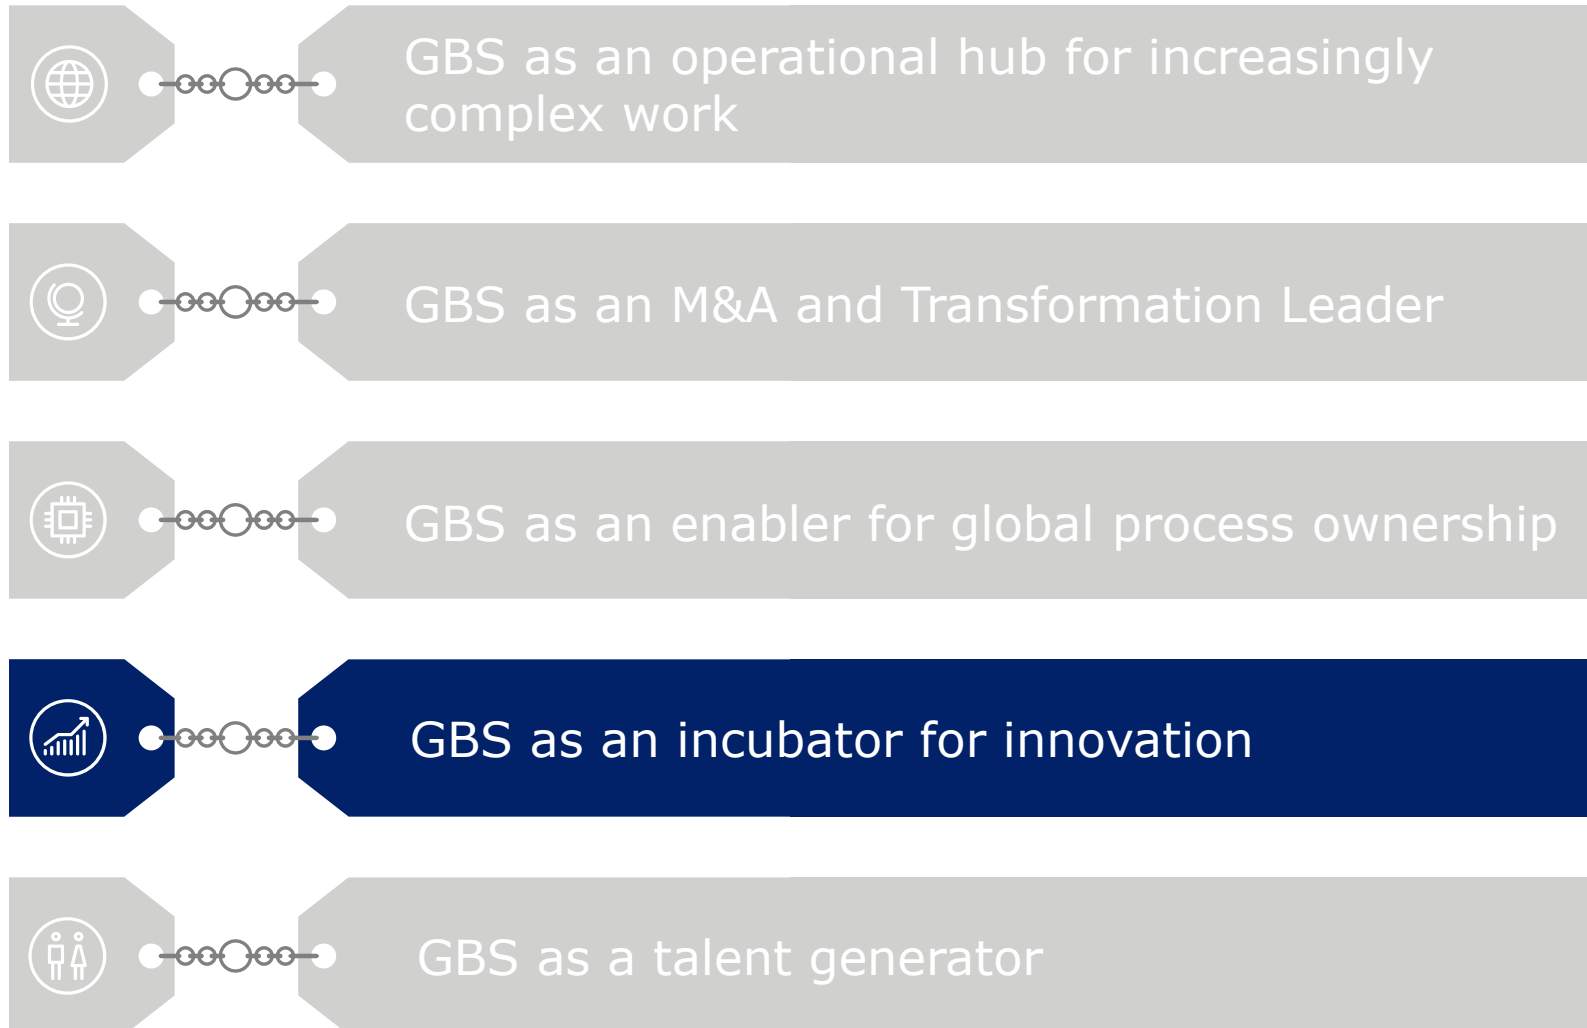 GBS as an operational hub for increasingly
complex work
GBS as an M&A and Transformation Leader
GBS as an enabler for global process ownership
GBS as an incubator for innovation
GBS as a talent generator